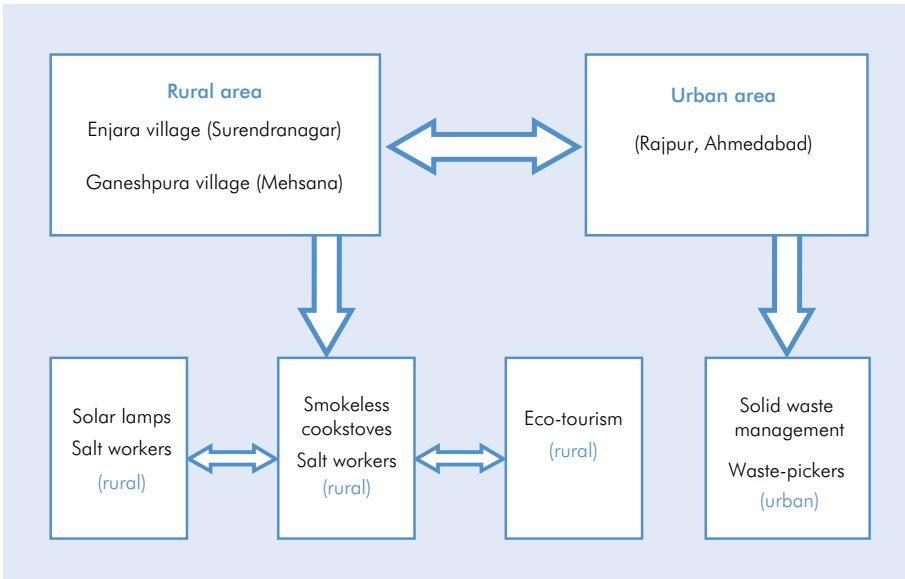 Rural area
Enjara village (Surendranagar)
Ganeshpura village (Mehsana)
Urban area
(Rajpur, Ahmedabad)
Solar lamps
Salt workers
(rural)
Smokeless
cookstoves
Salt workers
(rural)
Eco-tourism
(rural)
Solid waste
management
Waste-pickers
(urban)